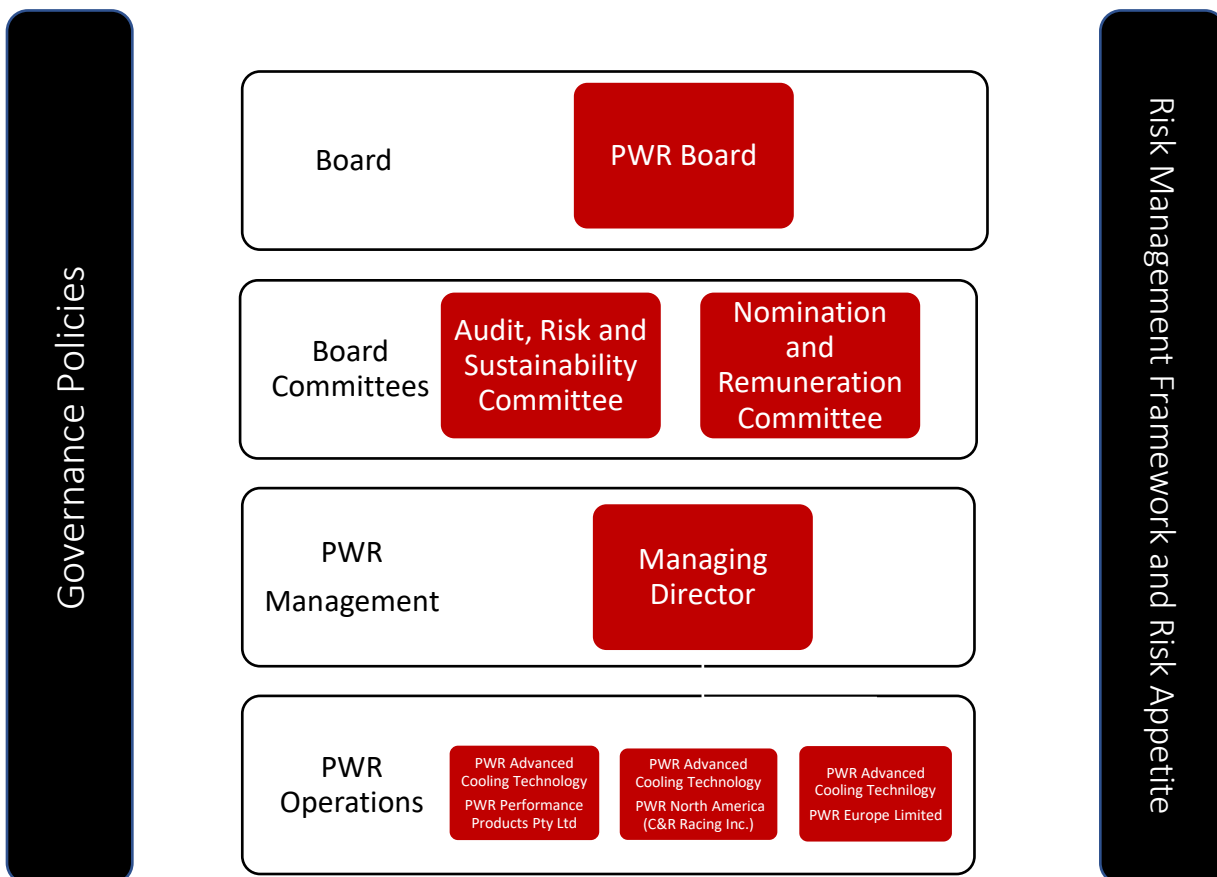 Governance Policies
Board
PWR Board
Board
Committees
Audit, Risk and
Sustainability
Committee
Nomination
and
Remuneration
Committee
PWR
Management
Managing
Director
PWR
Operations
PWR Advanced
Cooling Technology
PWR Performance
Products Pty Ltd
PWR Advanced
Cooling Technology
PWR North America
(C&R Racing Inc.)
PWR Advanced
Cooling Technilogy
PWR Europe Limited
Risk Management Framework and Risk Appetite